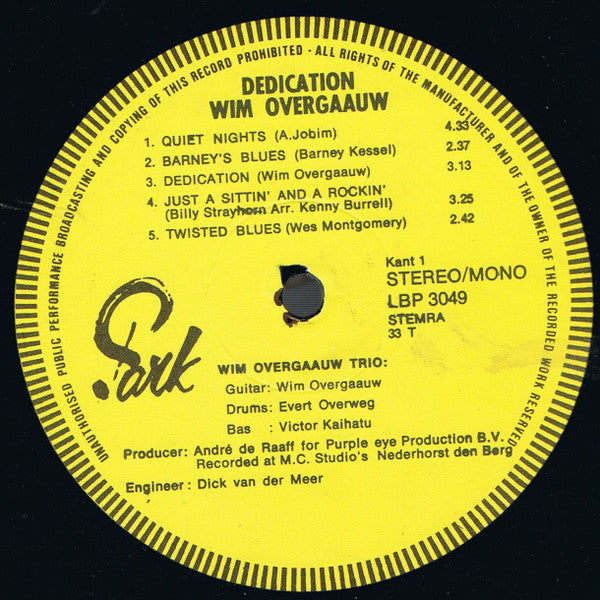 UNAUTHORISED PUBLIC PERFORMANCE BROADCASTING AND COPYING OF THIS RECORD PROHIBITED - ALL RIGHTS OF THE MANUFACTURER AND OF THE OWNER OF THE RECORDED WORK RESERVED
DEDICATION
WIM OVERGAAUW
1. QUIET NIGHTS (A.Jobim) 4.33
2. BARNEY'S BLUES (Barney Kessel) 2.37
3. DEDICATION (Wim Overgaauw) 3.13
4. JUST A SITTIN' AND A ROCKIN'
(Billy Strayhorn Arr. Kenny Burrell) 3.25
5. TWISTED BLUES (Wes Montgomery) 2.42
Kant 1
STEREO/MONO
LBP 3049
STEMRA
33 T
Sark
WIM OVERGAAUW TRIO:
Guitar: Wim Overgaauw
Drums: Evert Overweg
Bas : Victor Kaihatu
Producer: André de Raaff for Purple eye Production B.V.
Recorded at M.C. Studio's Nederhorst den Berg
Engineer: Dick van der Meer